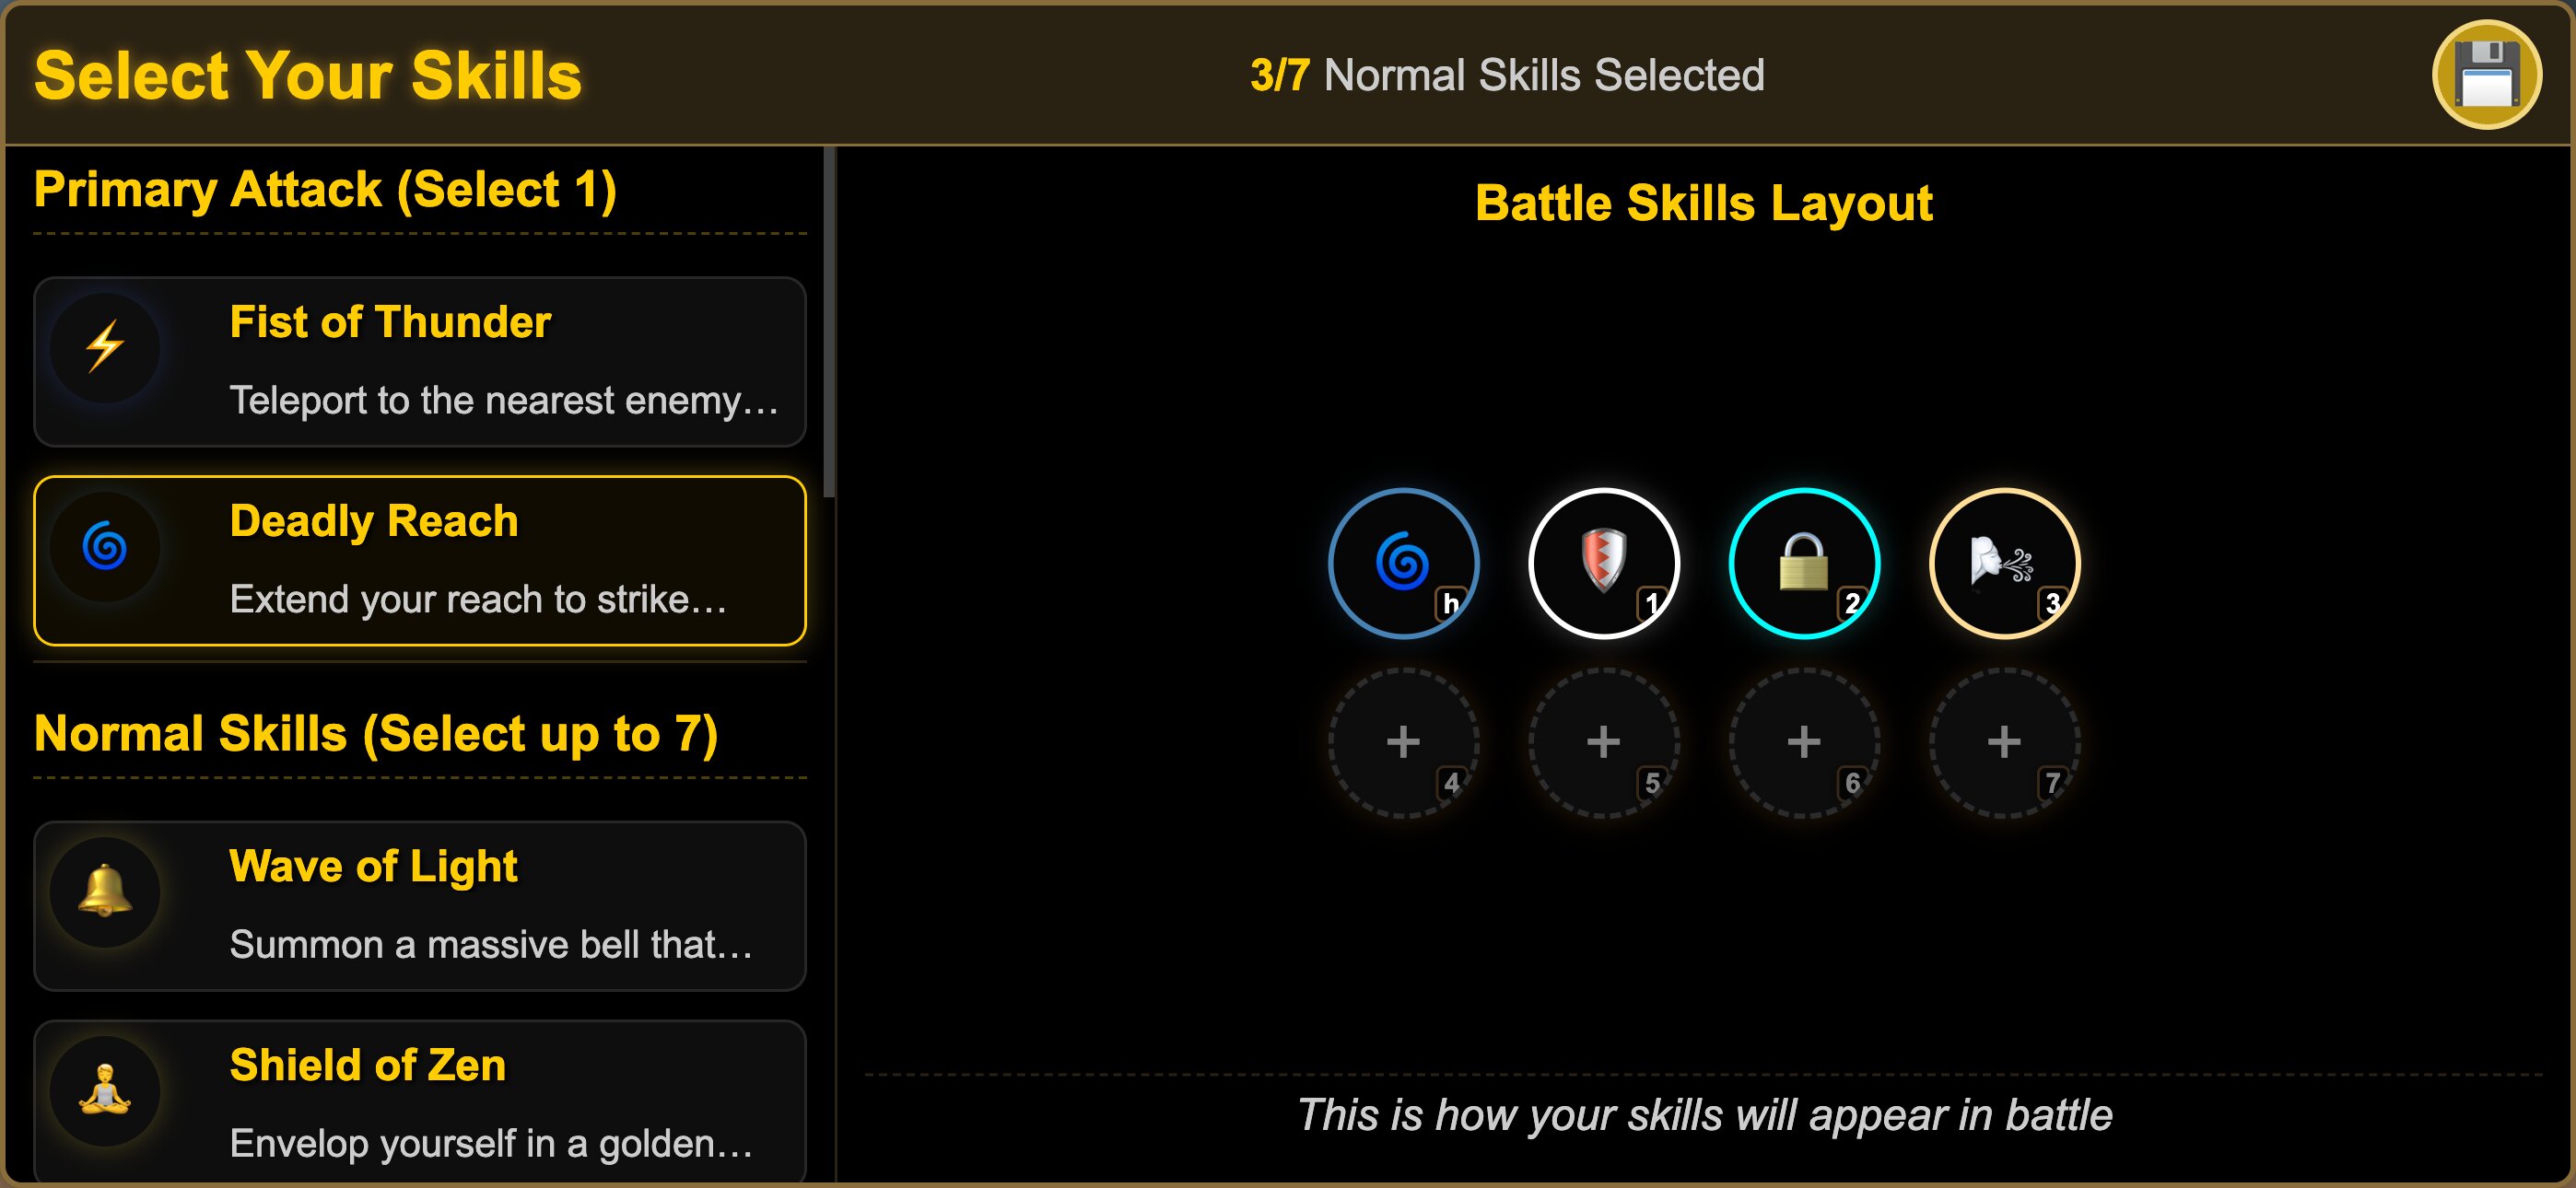 Select Your Skills
3/7 Normal Skills Selected
Primary Attack (Select 1)
Fist of Thunder
Teleport to the nearest enemy...
Deadly Reach
Extend your reach to strike...
Normal Skills (Select up to 7)
Wave of Light
Summon a massive bell that...
Shield of Zen
Envelop yourself in a golden...
Battle Skills Layout
h 1 2 3
+ + + +
4 5 6 7
This is how your skills will appear in battle